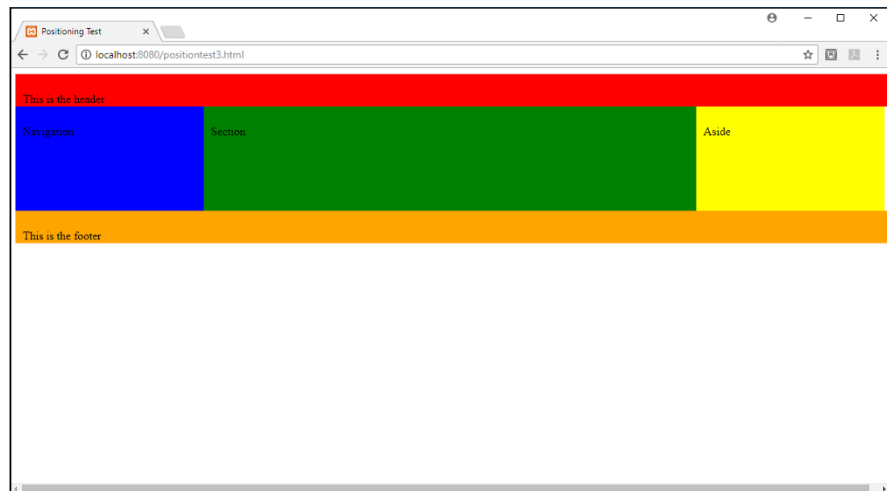 Positioning Test
localhost:8080/positiontest3.html
This is the header
Navigation
Section
Aside
This is the footer